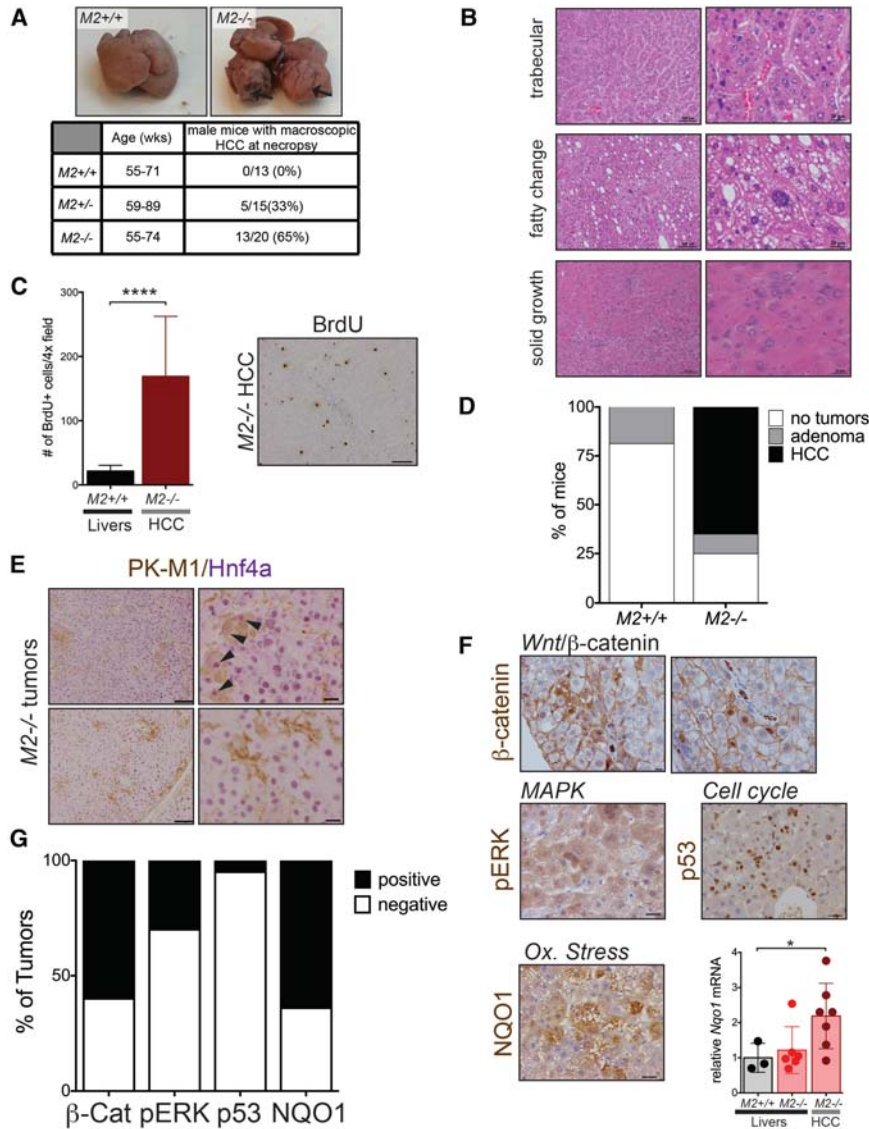 A
M2+/+
M2-/-
Age (wks)
male mice with macroscopic
HCC at necropsy
M2+/+ 55-71 0/13 (0%)
M2+/- 59-89 5/15(33%)
M2-/- 55-74 13/20 (65%)
B
trabecular
fatty change
solid growth
C
# of BrdU+ cells/4x field
300
200
100
0
****
M2+/+ M2-/-
Livers HCC
BrdU
M2-/- HCC
D
% of mice
100
75
50
25
0
M2+/+ M2-/-
no tumors
adenoma
HCC
E
PK-M1/Hnf4a
M2-/- tumors
F
Wnt/β-catenin
β-catenin
MAPK
pERK
Cell cycle
p53
Ox. Stress
NQO1
relative Nqo1 mRNA
4
3
2
1
0
*
M2+/+ M2-/- M2-/-
Livers HCC
G
% of Tumors
100
50
0
β-Cat pERK p53 NQO1
positive
negative